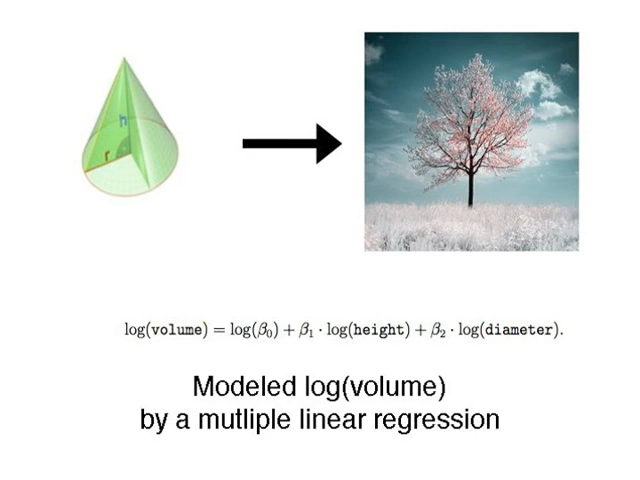 h
r
log(volume) = log(β₀) + β₁ · log(height) + β₂ · log(diameter).
Modeled log(volume)
by a mutliple linear regression